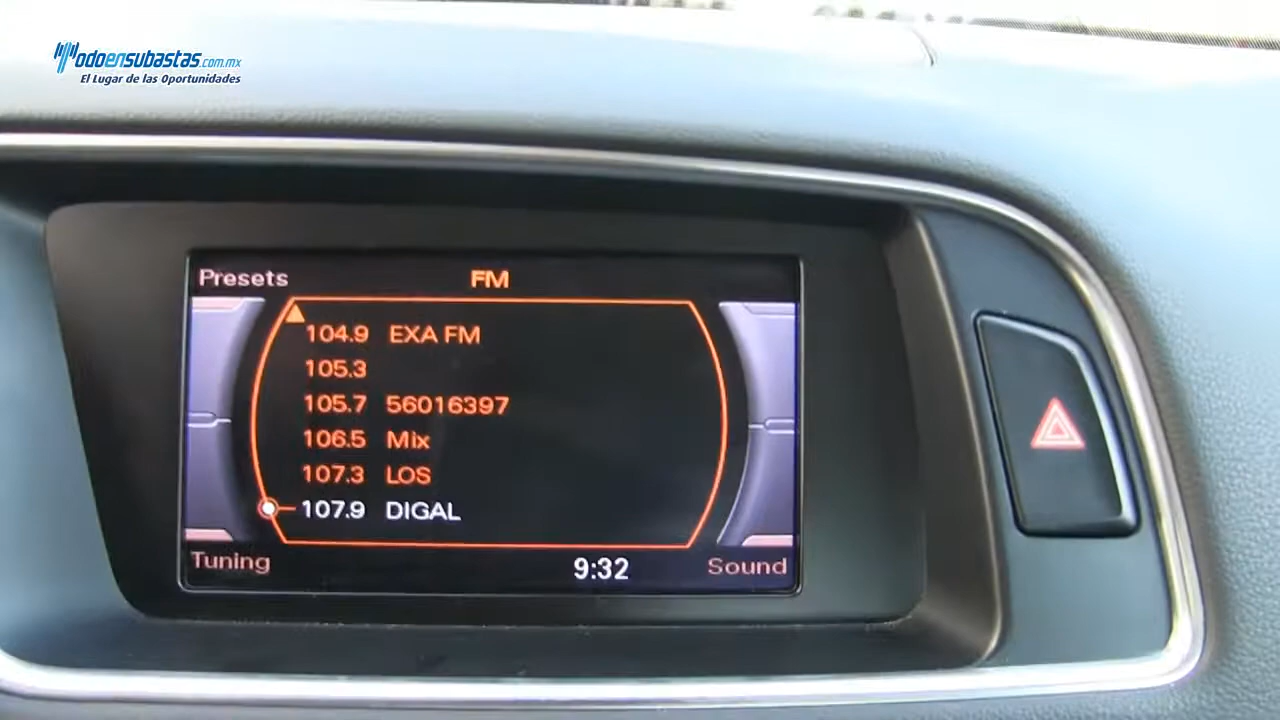 Todoensubastas.com.mx
El Lugar de las Oportunidades
Presets FM
104.9 EXA FM
105.3
105.7 56016397
106.5 Mix
107.3 LOS
107.9 DIGAL
Tuning 9:32 Sound